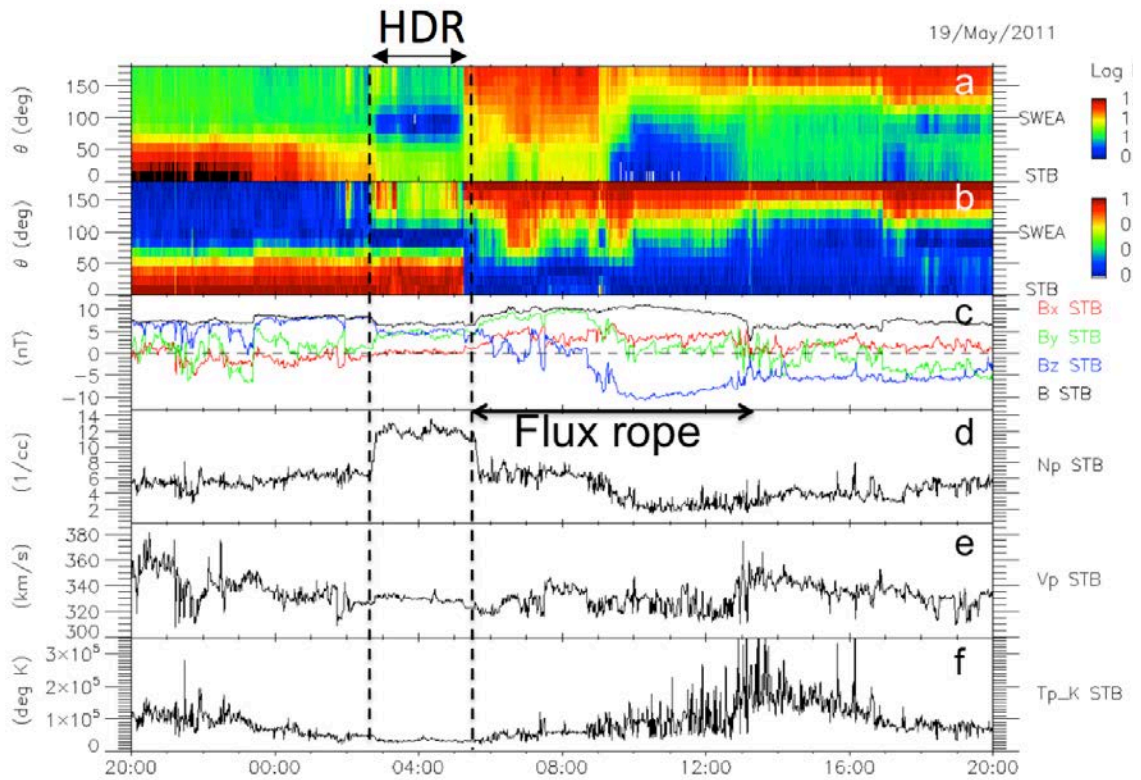 HDR
19/May/2011
Log
θ (deg) 150 100 50 0 a SWEA STB 1 1 0. 0.
θ (deg) 150 100 50 0 b SWEA STB 1 0. 0. 0.
(nT) 10 5 0 −5 −10 c Bx STB
By STB
Bz STB
B STB
Flux rope
(1/cc) 14 12 10 8 6 4 2 0 d Np STB
(km/s) 380 360 340 320 300 e Vp STB
(deg K) 3×10⁵ 2×10⁵ 1×10⁵ 0 f Tp_K STB
20:00 00:00 04:00 08:00 12:00 16:00 20:00